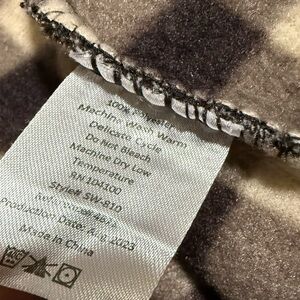 100% Polyester
Machine Wash Warm
Delicate Cycle
Do Not Bleach
Machine Dry Low
Temperature
RN 104100
Style# SW-810
Production Date: Aug 2023
Made in China